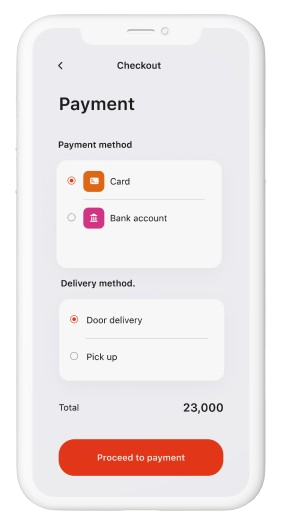 Checkout
Payment
Payment method
Card
Bank account
Delivery method.
Door delivery
Pick up
Total 23,000
Proceed to payment